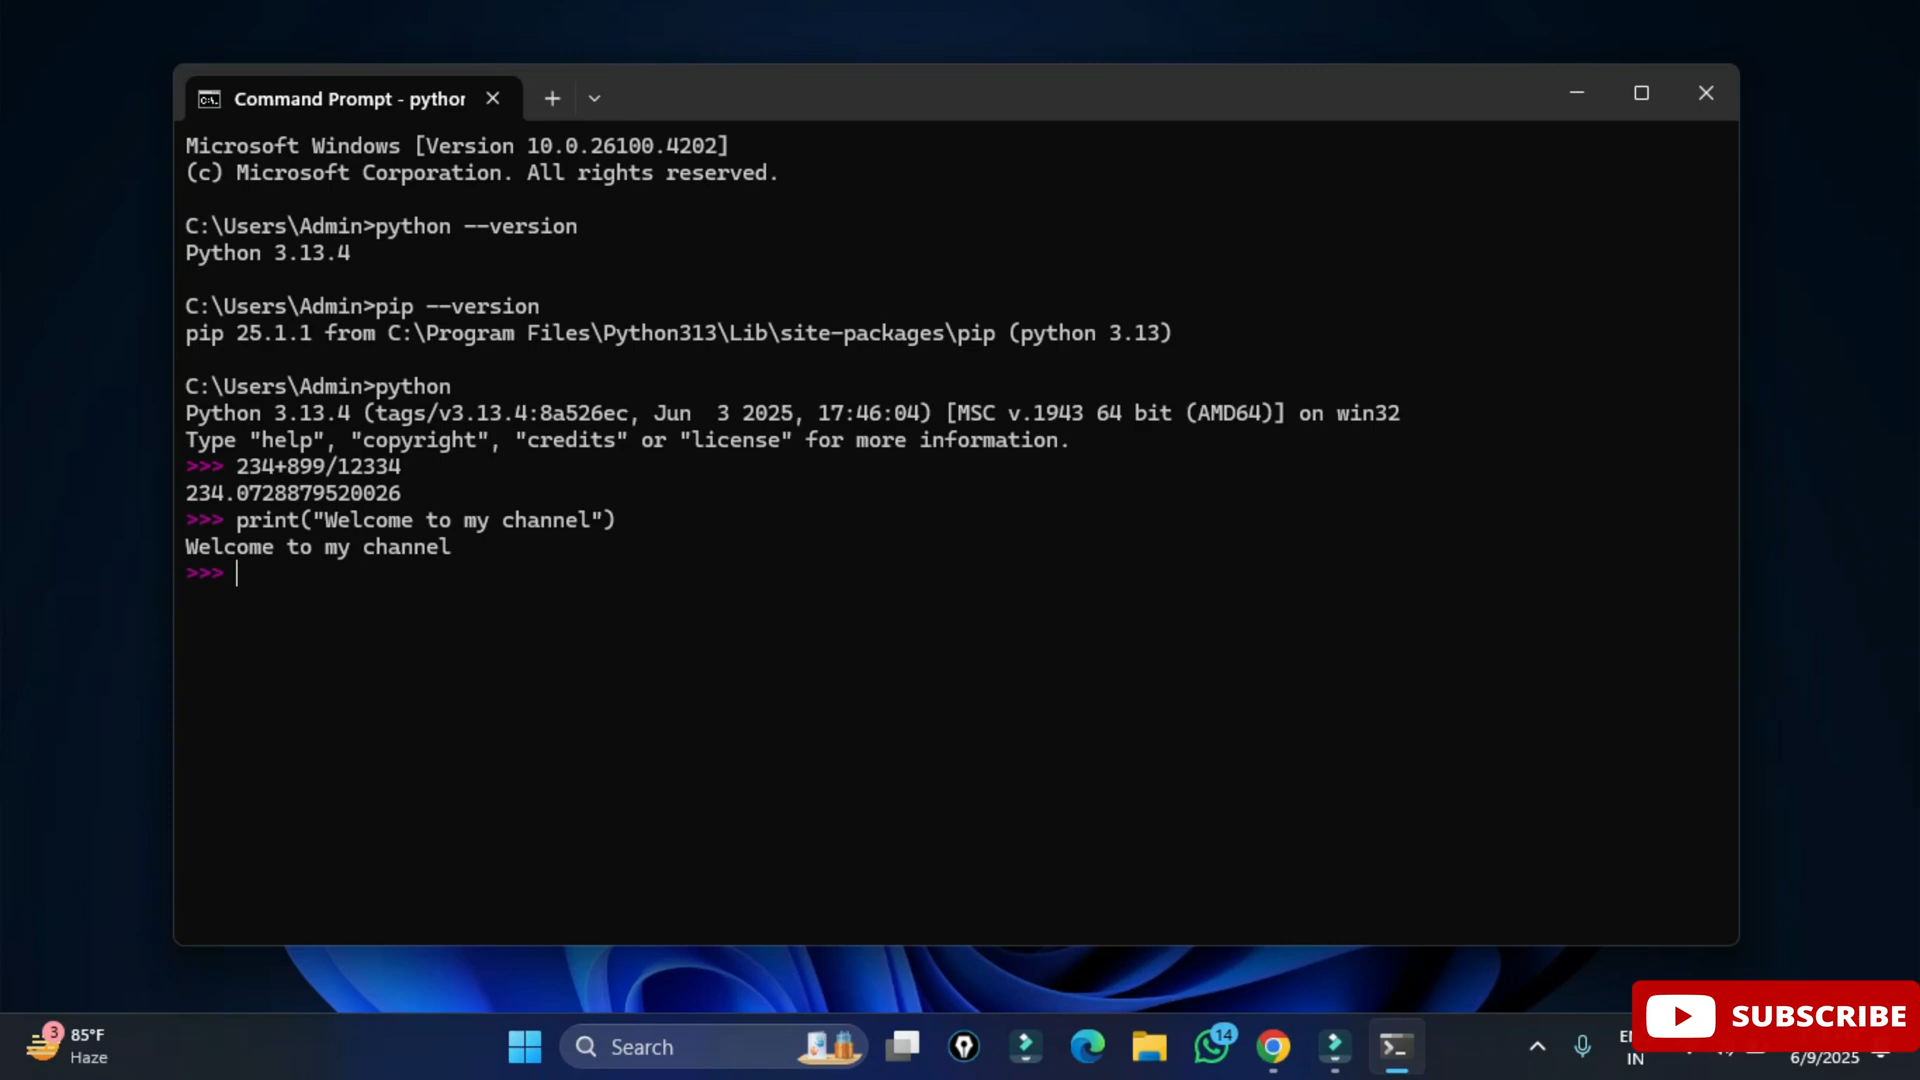 Command Prompt - python
Microsoft Windows [Version 10.0.26100.4202]
(c) Microsoft Corporation. All rights reserved.
C:\Users\Admin>python --version
Python 3.13.4
C:\Users\Admin>pip --version
pip 25.1.1 from C:\Program Files\Python313\Lib\site-packages\pip (python 3.13)
C:\Users\Admin>python
Python 3.13.4 (tags/v3.13.4:8a526ec, Jun  3 2025, 17:46:04) [MSC v.1943 64 bit (AMD64)] on win32
Type "help", "copyright", "credits" or "license" for more information.
>>> 234+899/12334
234.0728879520026
>>> print("Welcome to my channel")
Welcome to my channel
>>>
3
85°F
Haze
Search
14
IN
6/9/2025
SUBSCRIBE